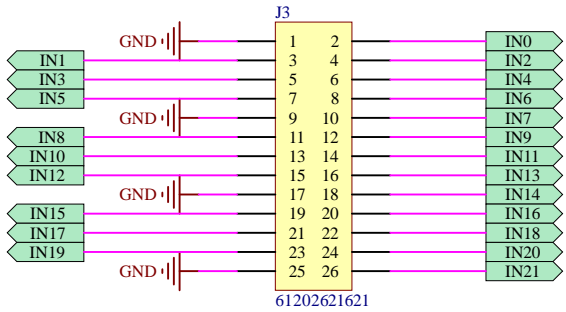 J3
GND 1 2 IN0
IN1 3 4 IN2
IN3 5 6 IN4
IN5 7 8 IN6
GND 9 10 IN7
IN8 11 12 IN9
IN10 13 14 IN11
IN12 15 16 IN13
GND 17 18 IN14
IN15 19 20 IN16
IN17 21 22 IN18
IN19 23 24 IN20
GND 25 26 IN21
61202621621